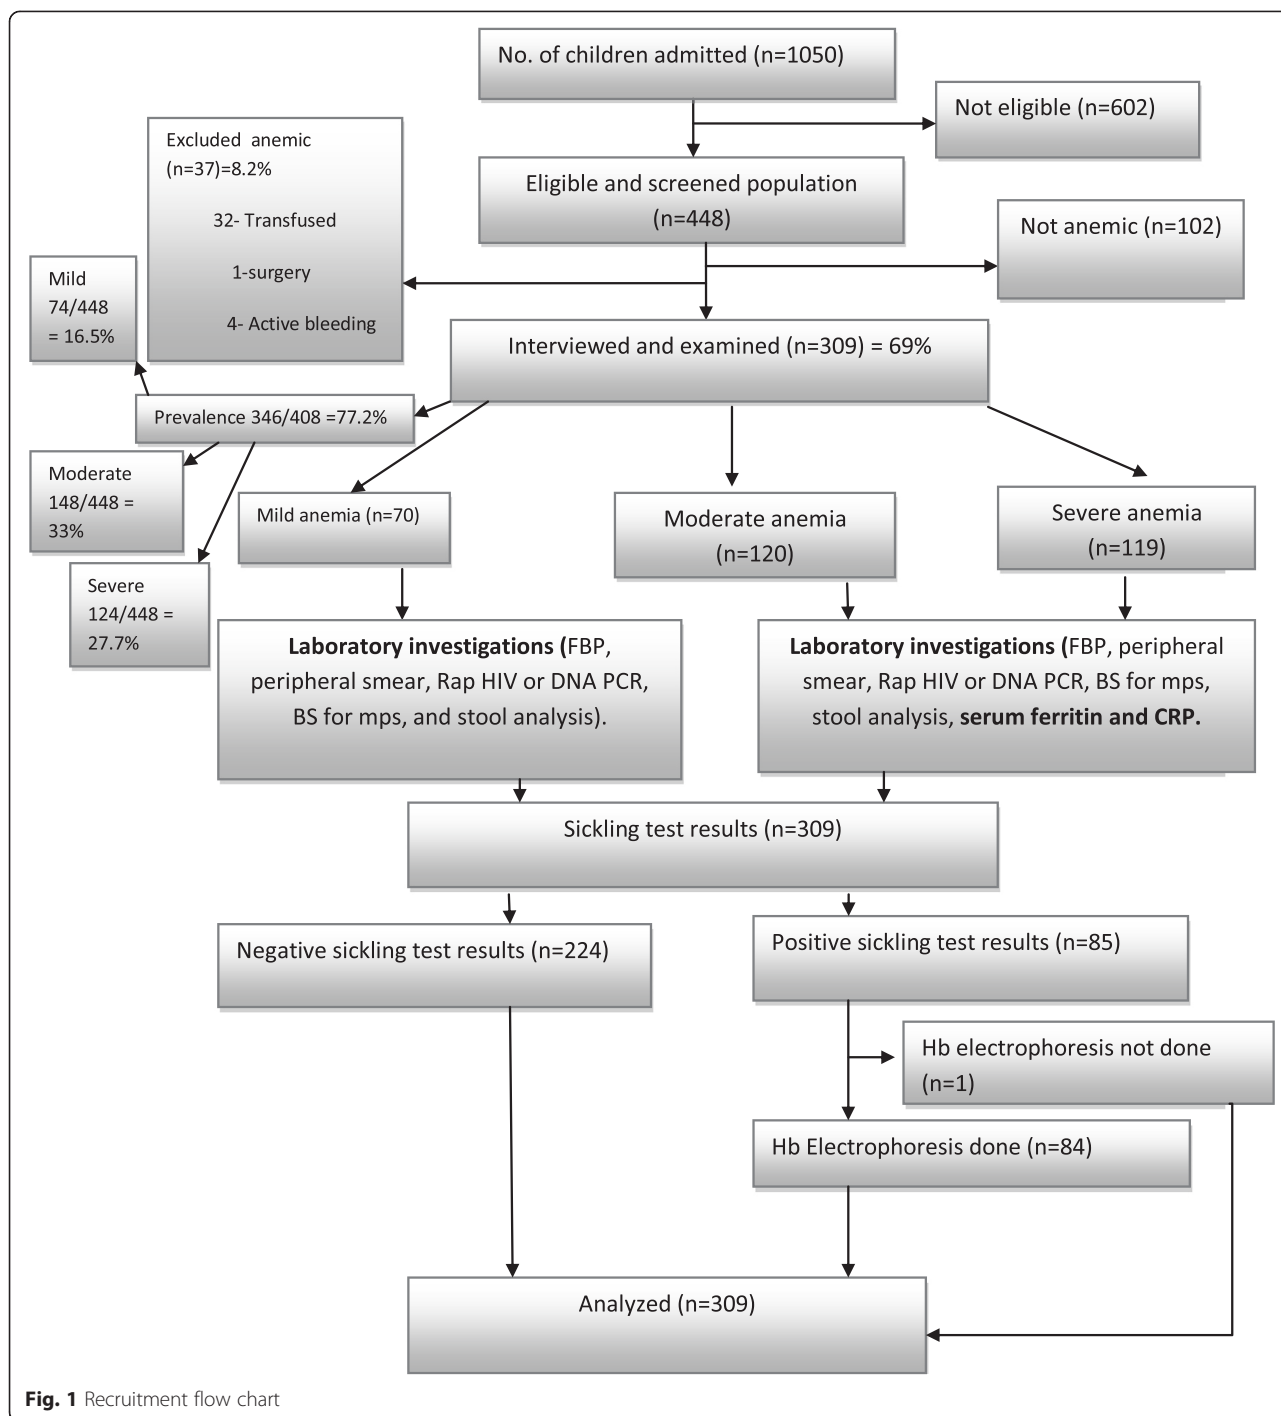 No. of children admitted (n=1050)
Not eligible (n=602)
Excluded anemic
(n=37)=8.2%
32- Transfused
1-surgery
4- Active bleeding
Eligible and screened population
(n=448)
Not anemic (n=102)
Mild
74/448
= 16.5%
Interviewed and examined (n=309) = 69%
Prevalence 346/408 =77.2%
Moderate
148/448 =
33%
Severe
124/448 =
27.7%
Mild anemia (n=70)
Moderate anemia
(n=120)
Severe anemia
(n=119)
Laboratory investigations (FBP,
peripheral smear, Rap HIV or DNA PCR,
BS for mps, and stool analysis).
Laboratory investigations (FBP, peripheral
smear, Rap HIV or DNA PCR, BS for mps,
stool analysis, serum ferritin and CRP.
Sickling test results (n=309)
Negative sickling test results (n=224)
Positive sickling test results (n=85)
Hb electrophoresis not done
(n=1)
Hb Electrophoresis done (n=84)
Analyzed (n=309)
Fig. 1 Recruitment flow chart